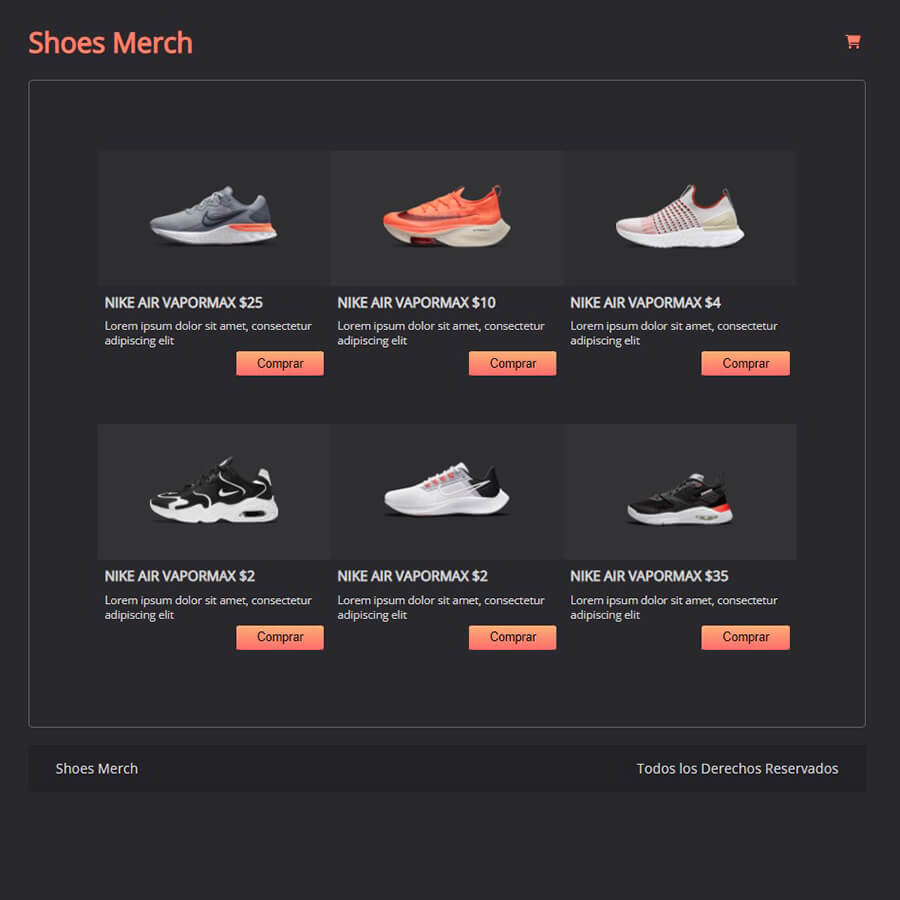 Shoes Merch
NIKE AIR VAPORMAX $25
Lorem ipsum dolor sit amet, consectetur
adipiscing elit
Comprar
NIKE AIR VAPORMAX $10
Lorem ipsum dolor sit amet, consectetur
adipiscing elit
Comprar
NIKE AIR VAPORMAX $4
Lorem ipsum dolor sit amet, consectetur
adipiscing elit
Comprar
NIKE AIR VAPORMAX $2
Lorem ipsum dolor sit amet, consectetur
adipiscing elit
Comprar
NIKE AIR VAPORMAX $2
Lorem ipsum dolor sit amet, consectetur
adipiscing elit
Comprar
NIKE AIR VAPORMAX $35
Lorem ipsum dolor sit amet, consectetur
adipiscing elit
Comprar
Shoes Merch
Todos los Derechos Reservados